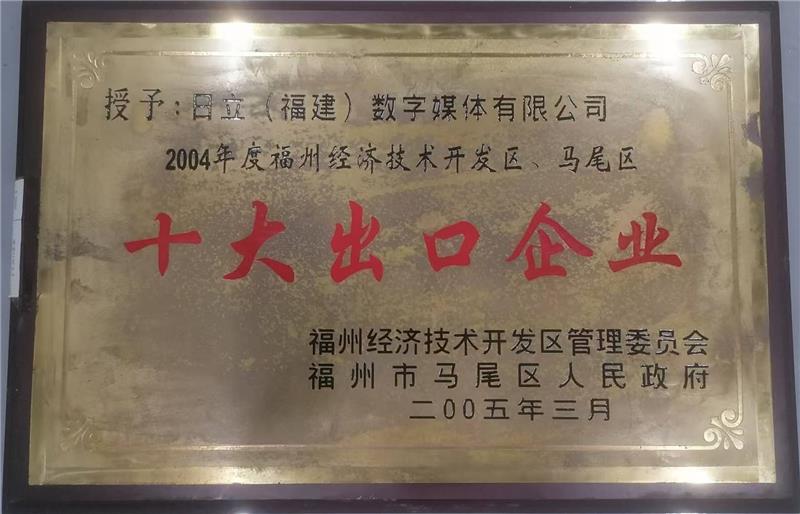 授予：日立（福建）数字媒体有限公司
2004年度福州经济技术开发区、马尾区
十大出口企业
福州经济技术开发区管理委员会
福州市马尾区人民政府
二00五年三月